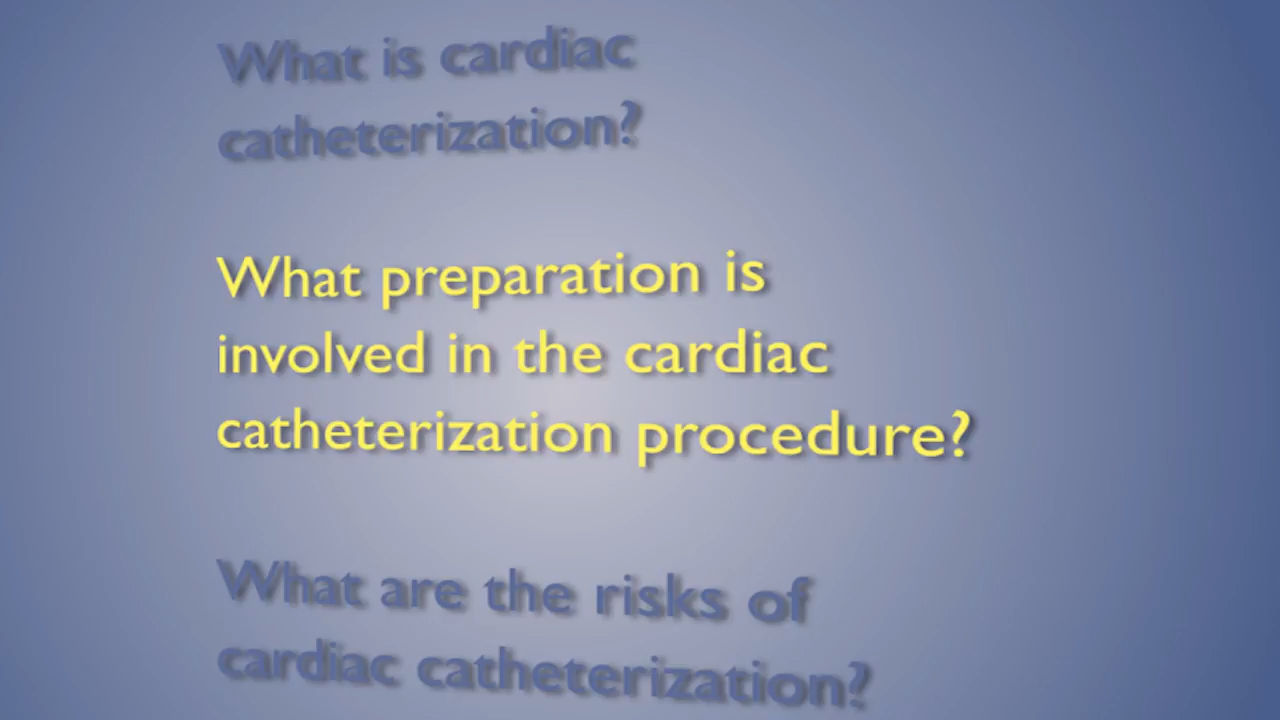 What is cardiac
catheterization?
What preparation is
involved in the cardiac
catheterization procedure?
What are the risks of
cardiac catheterization?